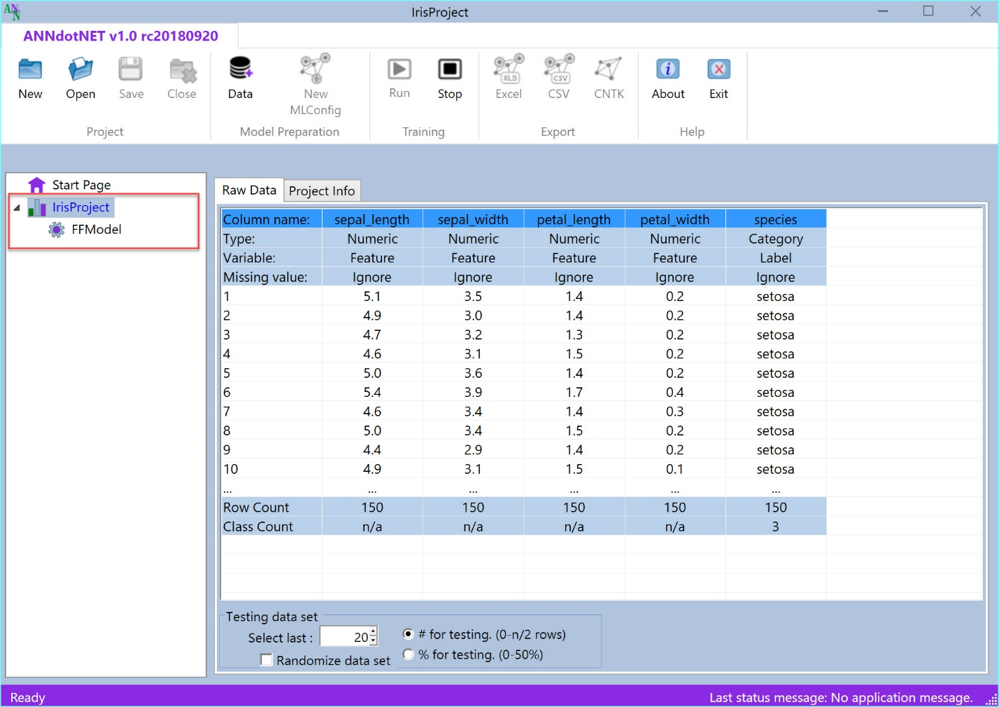 AN
N
IrisProject
ANNdotNET v1.0 rc20180920
New
Open
Save
Close
Project
Data
New
MLConfig
Model Preparation
Run
Stop
Training
XLS
Excel
CSV
CSV
CNTK
Export
i
About
Exit
Help
Start Page
IrisProject
FFModel
Raw Data Project Info
Column name: sepal_length sepal_width petal_length petal_width species
Type: Numeric Numeric Numeric Numeric Category
Variable: Feature Feature Feature Feature Label
Missing value: Ignore Ignore Ignore Ignore Ignore
1 5.1 3.5 1.4 0.2 setosa
2 4.9 3.0 1.4 0.2 setosa
3 4.7 3.2 1.3 0.2 setosa
4 4.6 3.1 1.5 0.2 setosa
5 5.0 3.6 1.4 0.2 setosa
6 5.4 3.9 1.7 0.4 setosa
7 4.6 3.4 1.4 0.3 setosa
8 5.0 3.4 1.5 0.2 setosa
9 4.4 2.9 1.4 0.2 setosa
10 4.9 3.1 1.5 0.1 setosa
... ... ... ... ... ...
Row Count 150 150 150 150 150
Class Count n/a n/a n/a n/a 3
Testing data set
Select last : 20
# for testing. (0-n/2 rows)
Randomize data set
% for testing. (0-50%)
Ready
Last status message: No application message.